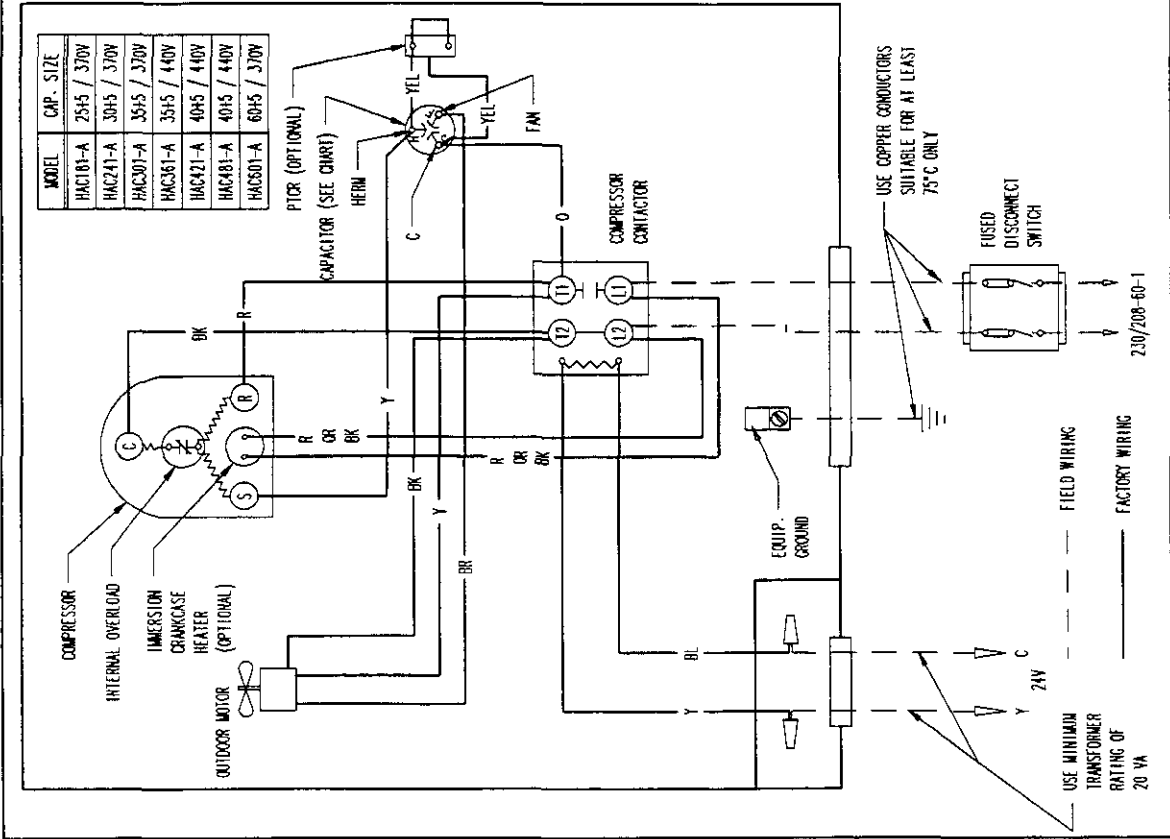 MODEL CAP. SIZE
HAC181-A 25+5 / 370V
HAC241-A 30+5 / 370V
HAC301-A 35+5 / 370V
HAC361-A 35+5 / 440V
HAC421-A 40+5 / 440V
HAC481-A 40+5 / 440V
HAC601-A 60+5 / 370V
PTCR (OPTIONAL)
CAPACITOR (SEE CHART)
HERM
C
FAN
YEL
YEL
H
COMPRESSOR
INTERNAL OVERLOAD
IMMERSION
CRANKCASE
HEATER
(OPTIONAL)
OUTDOOR MOTOR
C
R
S
BK
R
Y
R OR BK
R OR BK
BK
Y
BR
O
COMPRESSOR
CONTACTOR
T1
L1
T2
L2
EQUIP.
GROUND
Y
BL
USE COPPER CONDUCTORS
SUITABLE FOR AT LEAST
75°C ONLY
FUSED
DISCONNECT
SWITCH
230/208-60-1
Y
C
24V
USE MINIMUM
TRANSFORMER
RATING OF
20 VA
FIELD WIRING
FACTORY WIRING